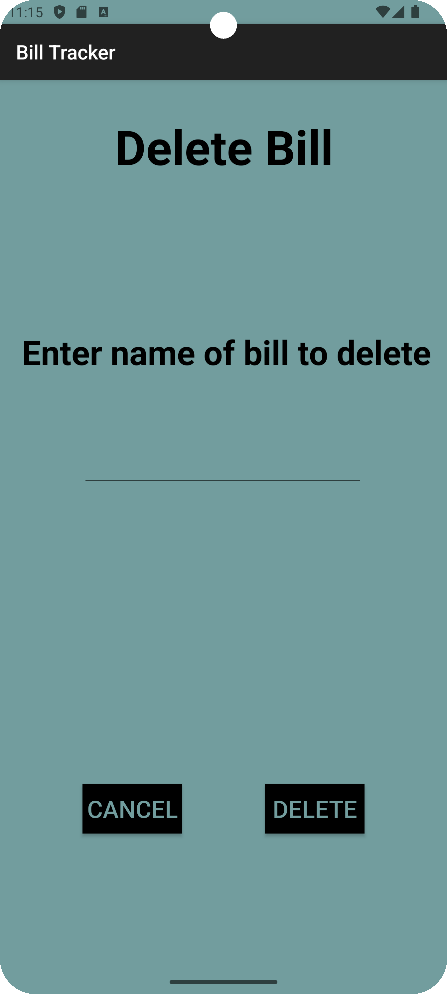 11:15
Bill Tracker
Delete Bill
Enter name of bill to delete
CANCEL
DELETE